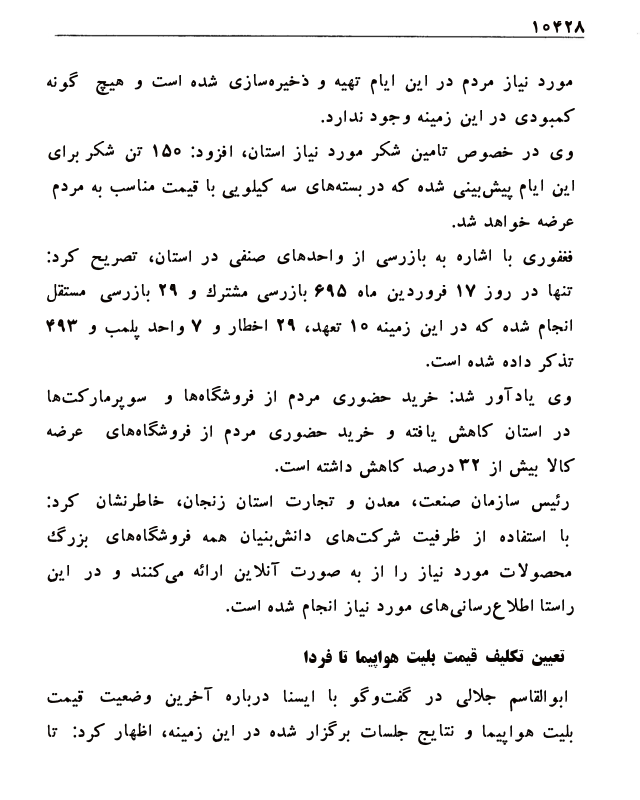 ۱۰۴۲۸
مورد نیاز مردم در این ایام تهیه و ذخیره‌سازی شده است و هیچ گونه
کمبودی در این زمینه وجود ندارد.
وی در خصوص تامین شکر مورد نیاز استان، افزود: ۱۵۰ تن شکر برای
این ایام پیش‌بینی شده که در بسته‌های سه کیلویی با قیمت مناسب به مردم
عرضه خواهد شد.
فغفوری با اشاره به بازرسی از واحدهای صنفی در استان، تصریح کرد:
تنها در روز ۱۷ فروردین ماه ۶۹۵ بازرسی مشترك و ۲۹ بازرسی مستقل
انجام شده که در این زمینه ۱۰ تعهد، ۲۹ اخطار و ۷ واحد پلمب و ۴۹۳
تذکر داده شده است.
وی یادآور شد: خرید حضوری مردم از فروشگاه‌ها و سوپرمارکت‌ها
در استان کاهش یافته و خرید حضوری مردم از فروشگاه‌های عرضه
کالا بیش از ۳۲ درصد کاهش داشته است.
رئیس سازمان صنعت، معدن و تجارت استان زنجان، خاطرنشان کرد:
با استفاده از ظرفیت شرکت‌های دانش‌بنیان همه فروشگاه‌های بزرگ
محصولات مورد نیاز را از به صورت آنلاین ارائه می‌کنند و در این
راستا اطلاع‌رسانی‌های مورد نیاز انجام شده است.
تعیین تکلیف قیمت بلیت هواپیما تا فردا
ابوالقاسم جلالی در گفت‌وگو با ایسنا درباره آخرین وضعیت قیمت
بلیت هواپیما و نتایج جلسات برگزار شده در این زمینه، اظهار کرد: تا